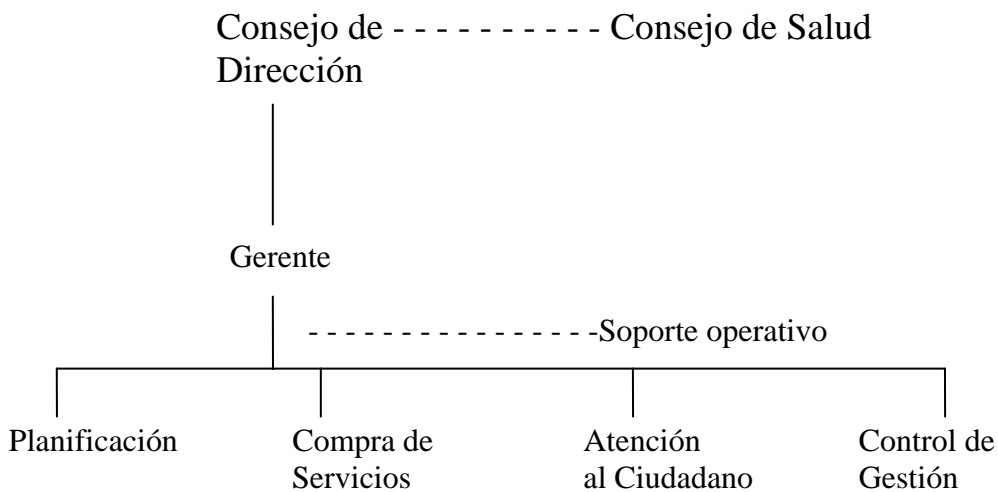 Consejo de - - - - - - - - - - Consejo de Salud
Dirección
Gerente
- - - - - - - - - - - - - - - -Soporte operativo
Planificación Compra de Atención Control de
Servicios al Ciudadano Gestión